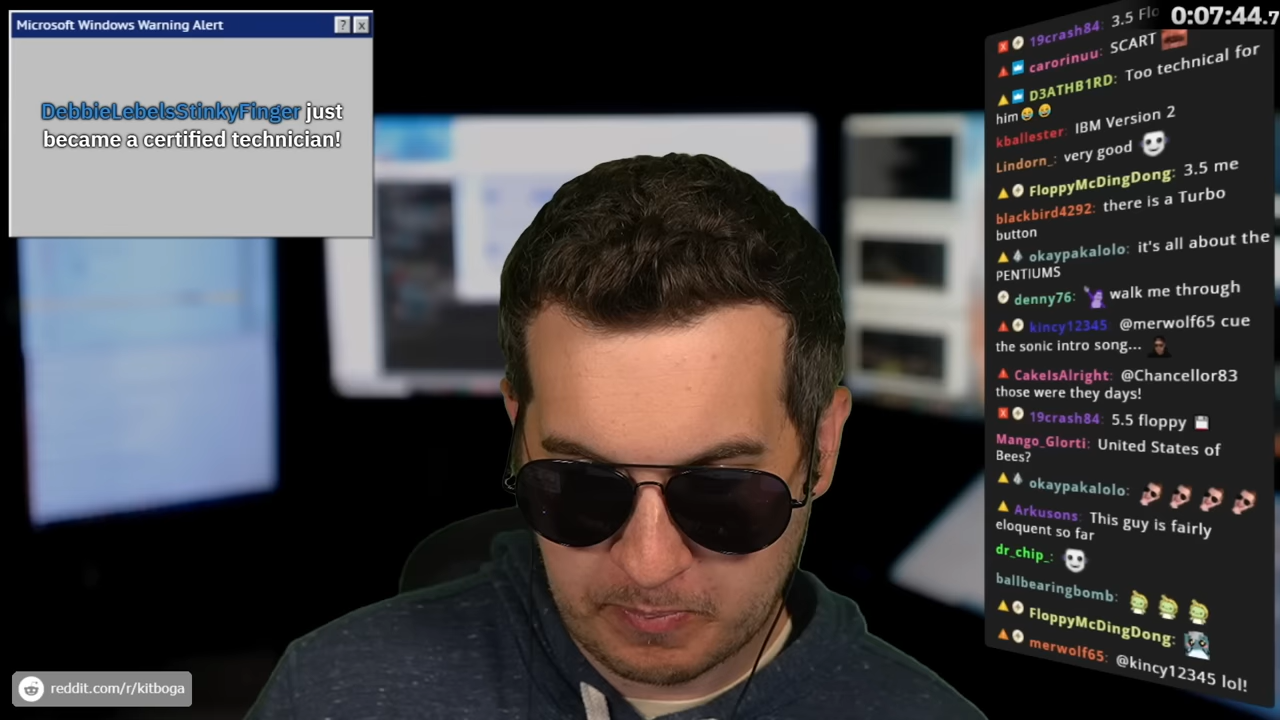 Microsoft Windows Warning Alert
DebbieLebelsStinkyFinger just
became a certified technician!
0:07:44.7
19crash84: 3.5 Flo
carorinuu: SCART
D3ATHB1RD: Too technical for
him
kballester: IBM Version 2
Lindorn_: very good
FloppyMcDingDong: 3.5 me
blackbird4292: there is a Turbo
button
okaypakalolo: it's all about the
PENTIUMS
denny76: walk me through
kincy12345 @merwolf65 cue
the sonic intro song...
CakeIsAlright: @Chancellor83
those were they days!
19crash84: 5.5 floppy
Mango_Glorti: United States of
Bees?
okaypakalolo:
Arkusons: This guy is fairly
eloquent so far
dr_chip_:
ballbearingbomb:
FloppyMcDingDong:
merwolf65: @kincy12345 lol!
reddit.com/r/kitboga